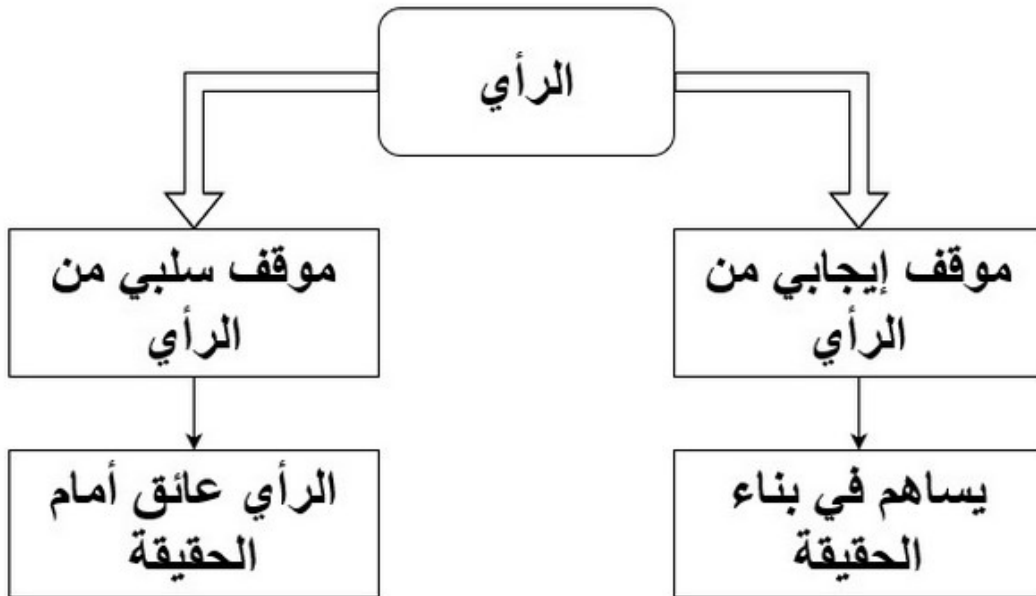 الرأي
موقف إيجابي من
الرأي
موقف سلبي من
الرأي
يساهم في بناء
الحقيقة
الرأي عائق أمام
الحقيقة